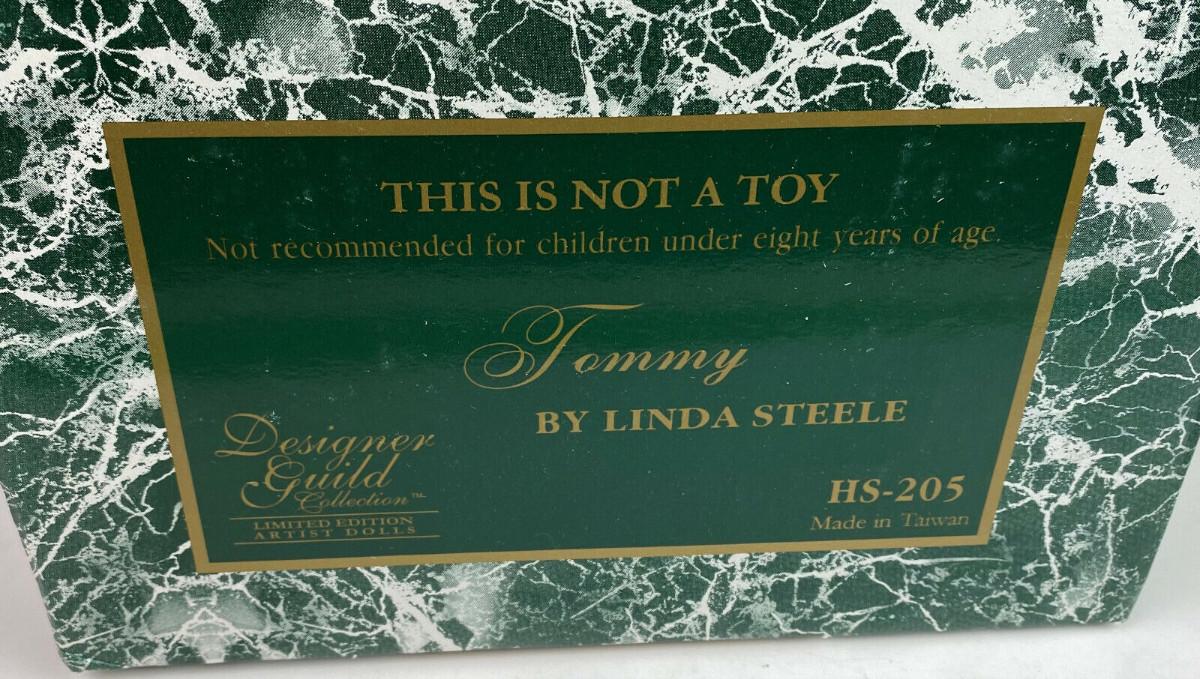 THIS IS NOT A TOY
Not recommended for children under eight years of age.
Tommy
BY LINDA STEELE
Designer
Guild
Collection™
LIMITED EDITION
ARTIST DOLLS
HS-205
Made in Taiwan